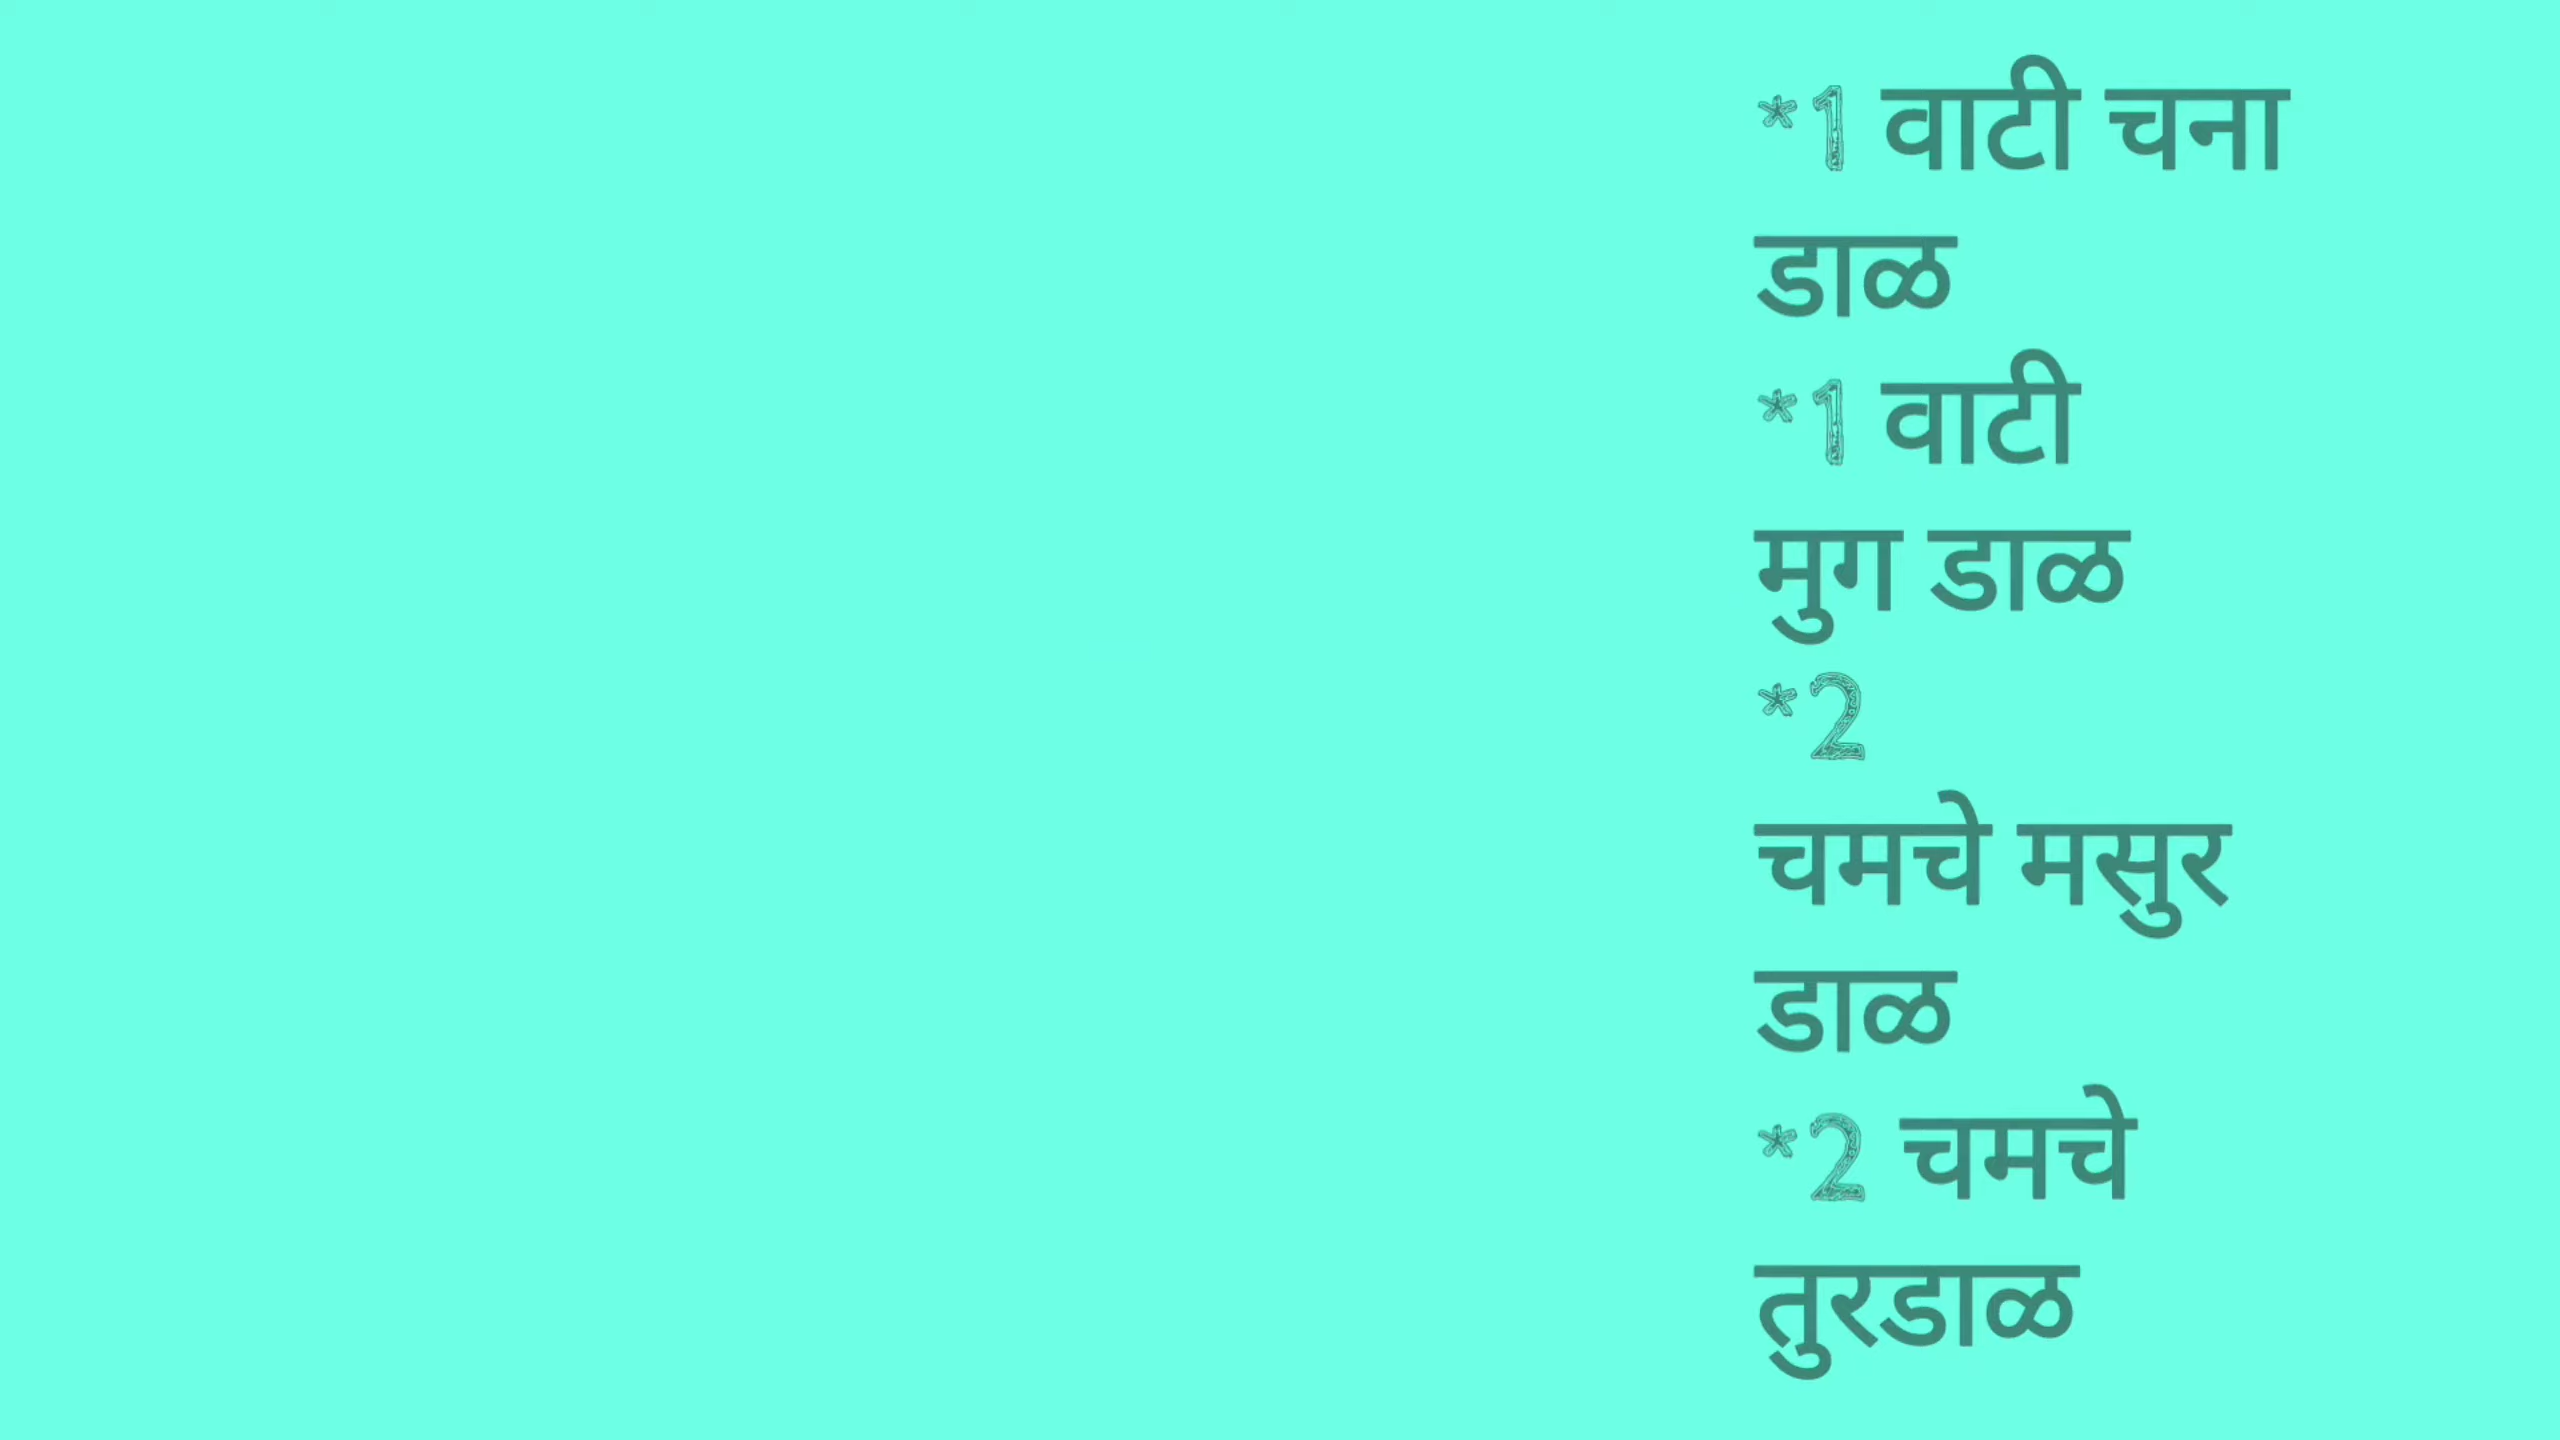 *1 वाटी चना
डाळ
*1 वाटी
मुग डाळ
*2
चमचे मसुर
डाळ
*2 चमचे
तुरडाळ